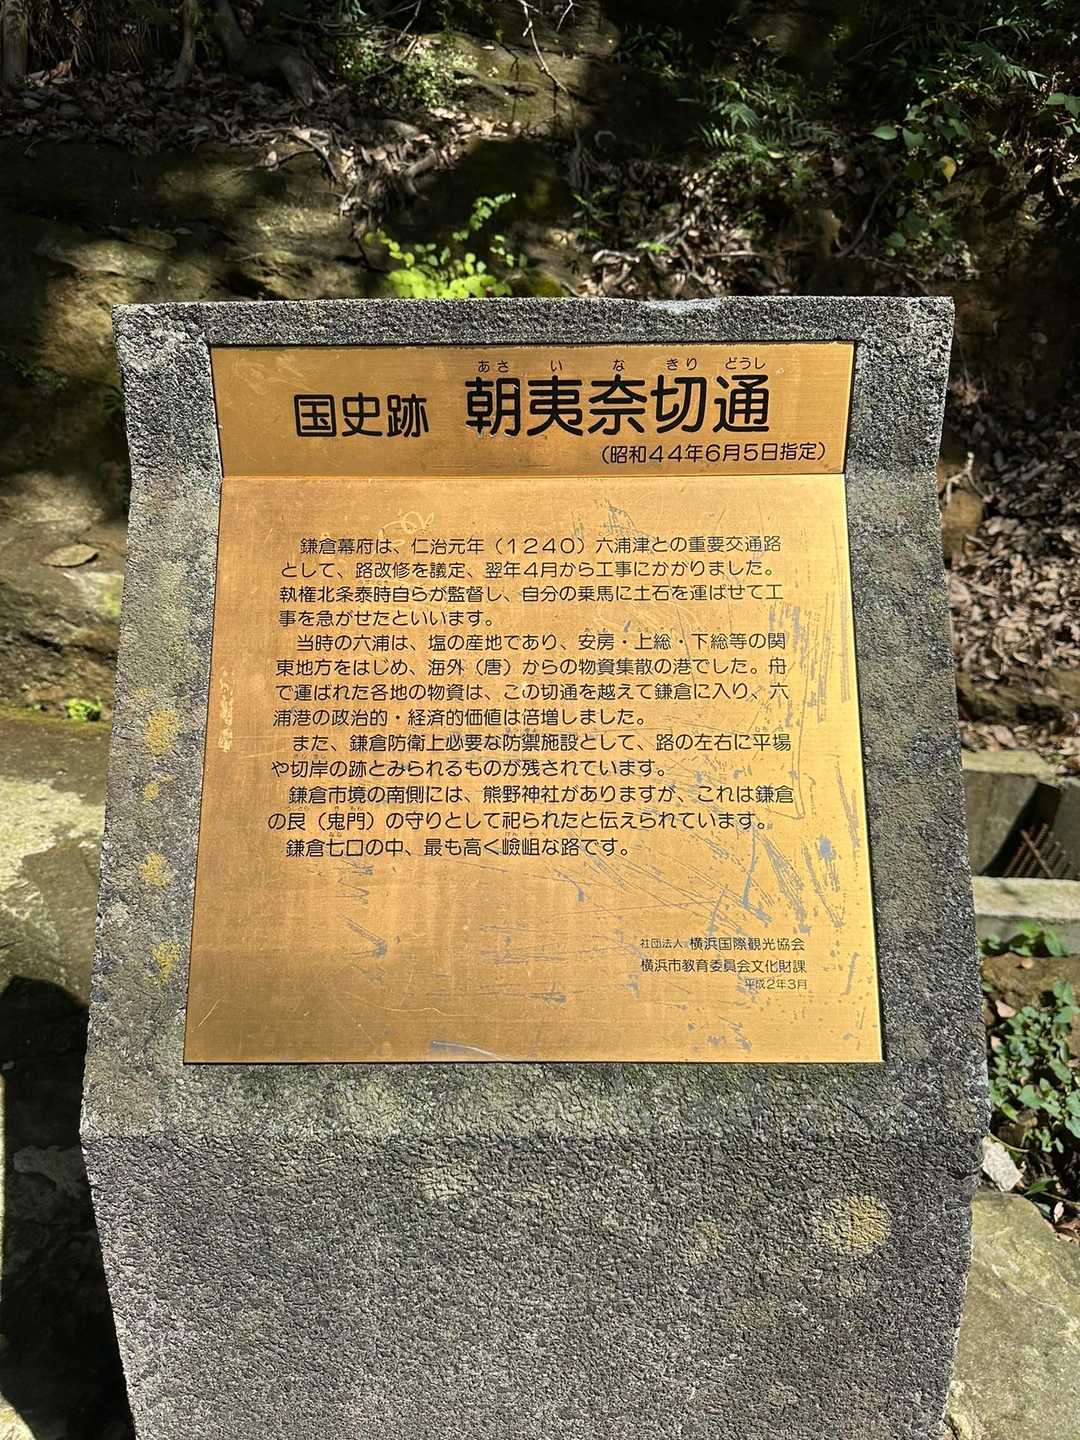 あさ い な きり どうし
国史跡 朝夷奈切通
(昭和44年6月5日指定)
鎌倉幕府は、仁治元年(1240)六浦津との重要交通路
として、路改修を議定、翌年4月から工事にかかりました。
執権北条泰時自らが監督し、自分の乗馬に土石を運ばせて工
事を急がせたといいます。
当時の六浦は、塩の産地であり、安房・上総・下総等の関
東地方をはじめ、海外(唐)からの物資集散の港でした。舟
で運ばれた各地の物資は、この切通を越えて鎌倉に入り、六
浦港の政治的・経済的価値は倍増しました。
また、鎌倉防衛上必要な防禦施設として、路の左右に平場
や切岸の跡とみられるものが残されています。
鎌倉市境の南側には、熊野神社がありますが、これは鎌倉
の艮(鬼門)の守りとして祀られたと伝えられています。
鎌倉七口の中、最も高く嶮岨な路です。
社団法人 横浜国際観光協会
横浜市教育委員会文化財課
平成2年3月